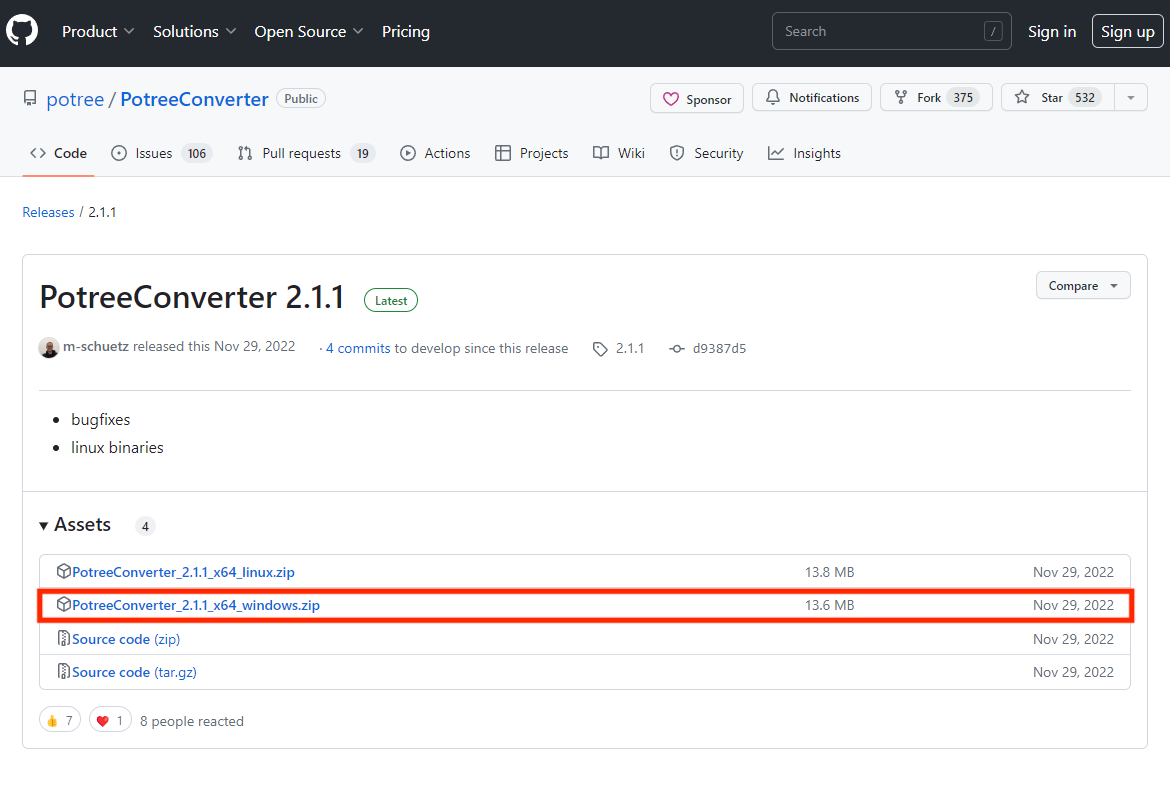 Product Solutions Open Source Pricing Search / Sign in Sign up
potree / PotreeConverter Public Sponsor Notifications Fork 375 Star 532
Code Issues 106 Pull requests 19 Actions Projects Wiki Security Insights
Releases / 2.1.1
PotreeConverter 2.1.1 Latest Compare
m-schuetz released this Nov 29, 2022 · 4 commits to develop since this release 2.1.1 d9387d5
• bugfixes
• linux binaries
Assets 4
PotreeConverter_2.1.1_x64_linux.zip 13.8 MB Nov 29, 2022
PotreeConverter_2.1.1_x64_windows.zip 13.6 MB Nov 29, 2022
Source code (zip) Nov 29, 2022
Source code (tar.gz) Nov 29, 2022
👍 7 ❤️ 1 8 people reacted